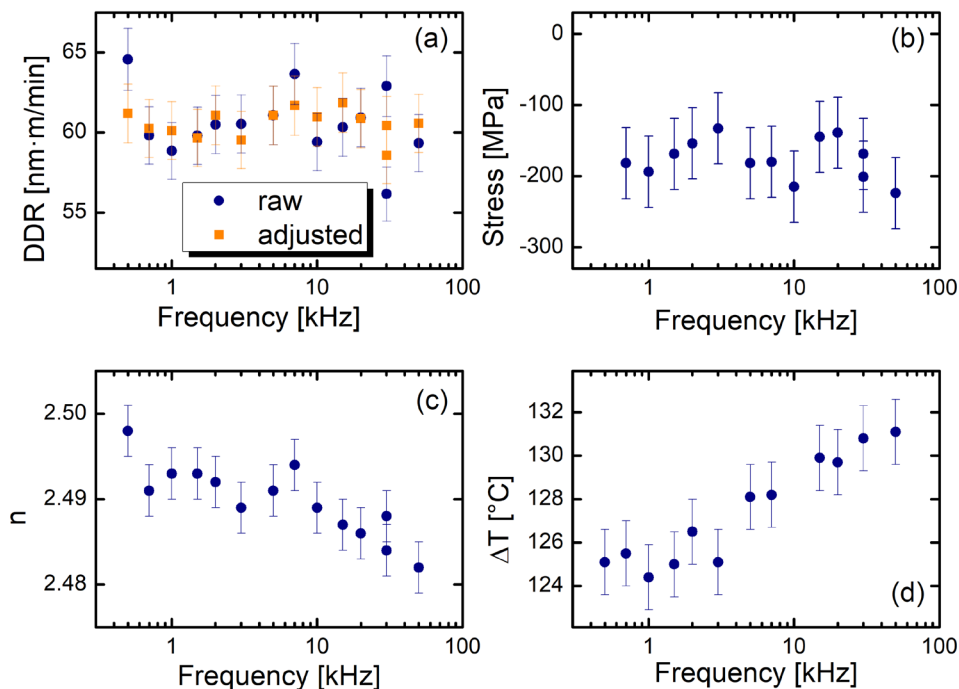 (a)
65
60
55
DDR [nm·m/min]
raw
adjusted
1 10 100
Frequency [kHz]
(b)
0
-100
-200
-300
Stress [MPa]
1 10 100
Frequency [kHz]
(c)
2.50
2.49
2.48
n
1 10 100
Frequency [kHz]
132
130
128
126
124
ΔT [°C]
(d)
1 10 100
Frequency [kHz]